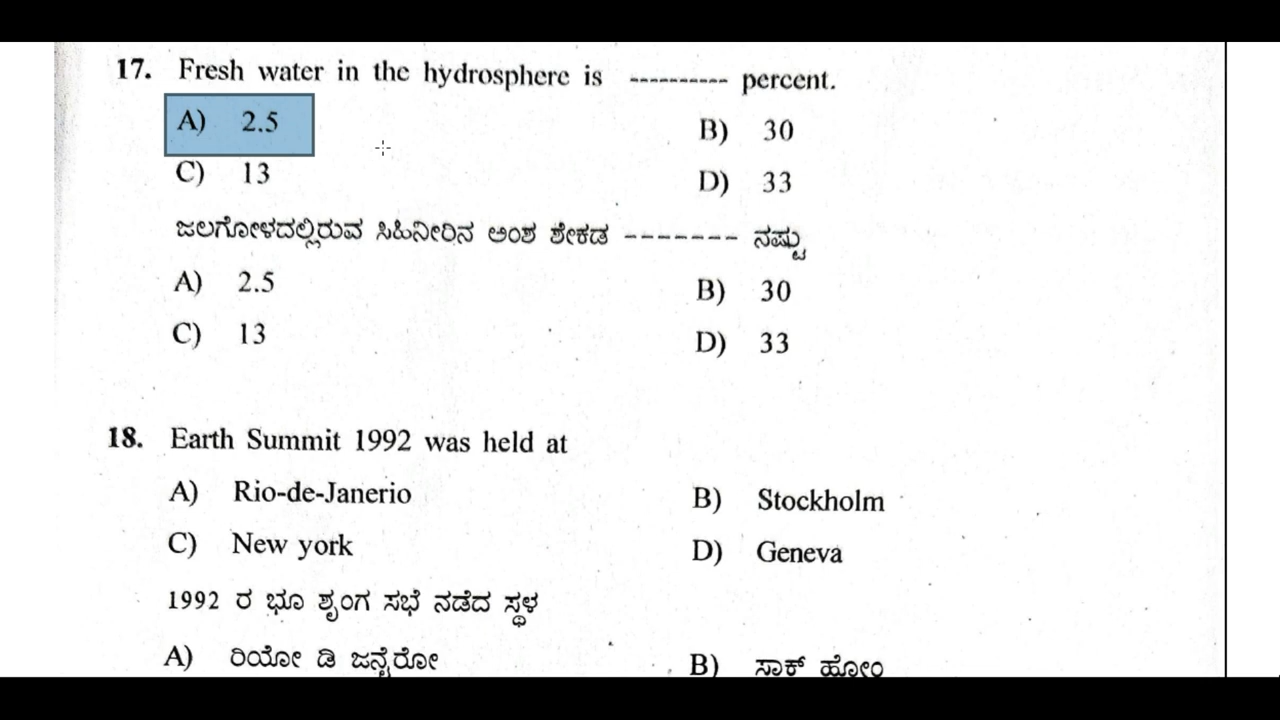 17. Fresh water in the hydrosphere is ---------- percent.
A) 2.5 B) 30
C) 13 D) 33
ಜಲಗೋಳದಲ್ಲಿರುವ ಸಿಹಿನೀರಿನ ಅಂಶ ಶೇಕಡ ------- ನಷ್ಟು
A) 2.5 B) 30
C) 13 D) 33
18. Earth Summit 1992 was held at
A) Rio-de-Janerio B) Stockholm
C) New york D) Geneva
1992 ರ ಭೂ ಶೃಂಗ ಸಭೆ ನಡೆದ ಸ್ಥಳ
A) ರಿಯೋ ಡಿ ಜನೈರೋ B) ಸಾಕ್ ಹೋಂ